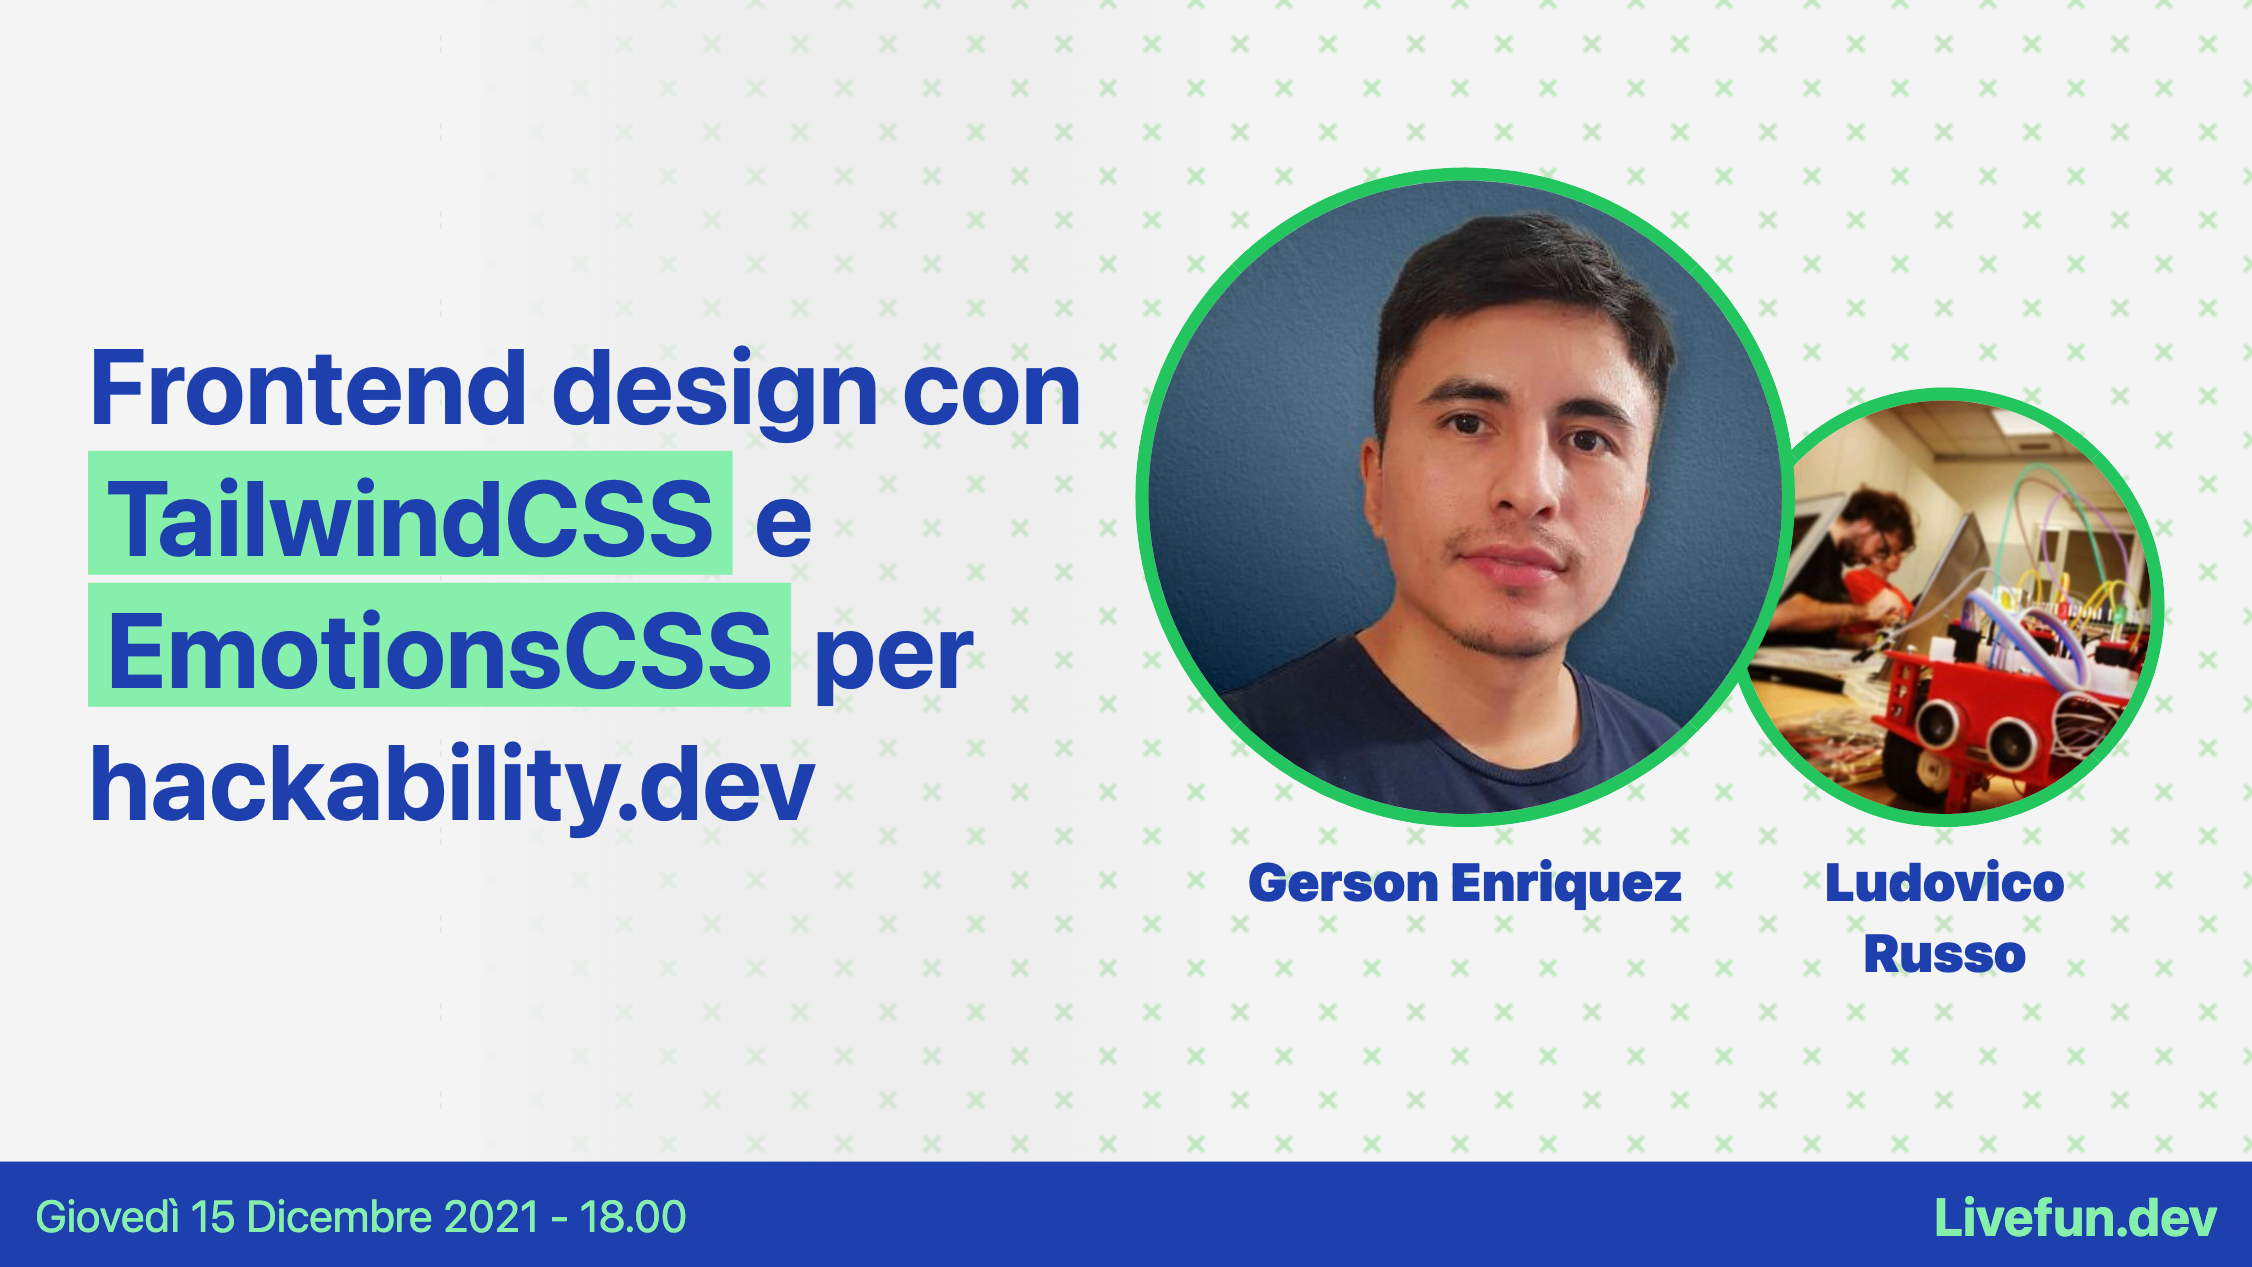 Frontend design con
TailwindCSS e
EmotionsCSS per
hackability.dev
Gerson Enriquez
Ludovico
Russo
Giovedì 15 Dicembre 2021 - 18.00
Livefun.dev